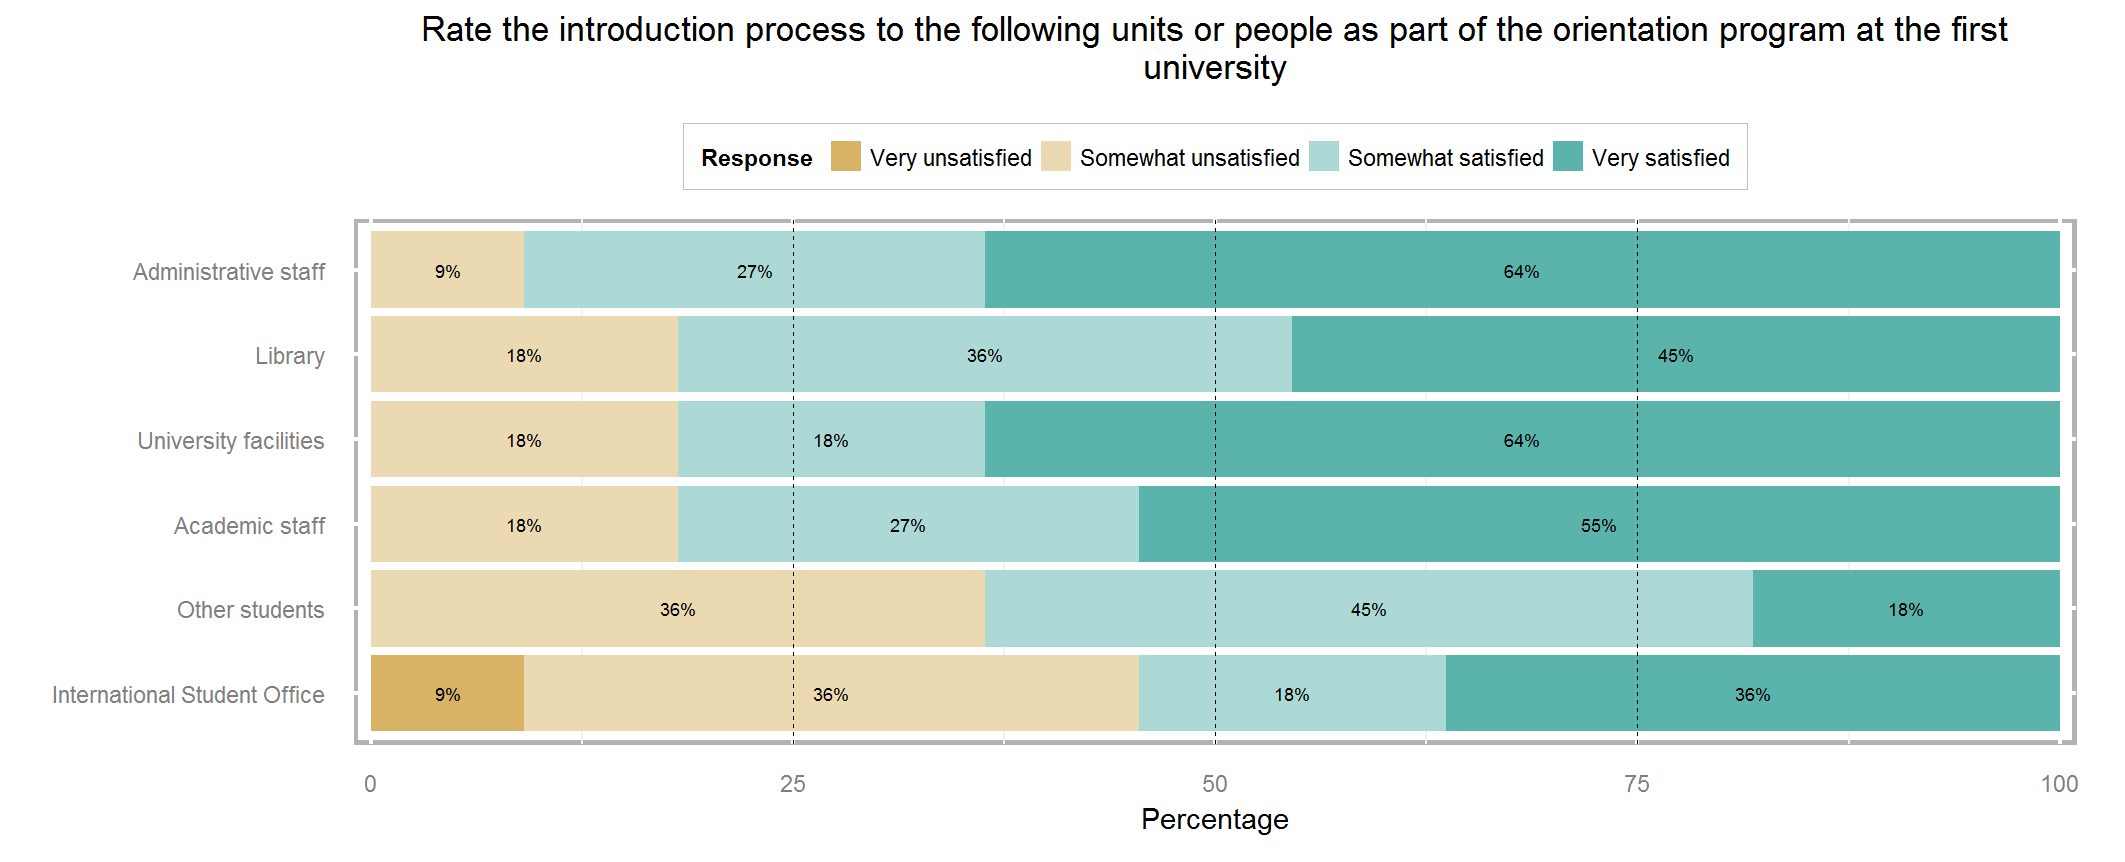 Rate the introduction process to the following units or people as part of the orientation program at the first
university
Response Very unsatisfied Somewhat unsatisfied Somewhat satisfied Very satisfied
Administrative staff 9% 27% 64%
Library 18% 36% 45%
University facilities 18% 18% 64%
Academic staff 18% 27% 55%
Other students 36% 45% 18%
International Student Office 9% 36% 18% 36%
0 25 50 75 100
Percentage